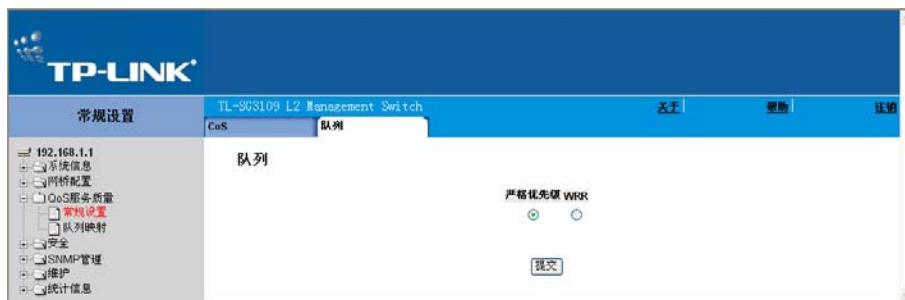 TP-LINK
常规设置
TL-SG3109 L2 Management Switch
关于
帮助
注销
CoS
队列
192.168.1.1
系统信息
网桥配置
QoS服务质量
常规设置
队列映射
安全
SNMP管理
维护
统计信息
队列
严格优先级 WRR
提交